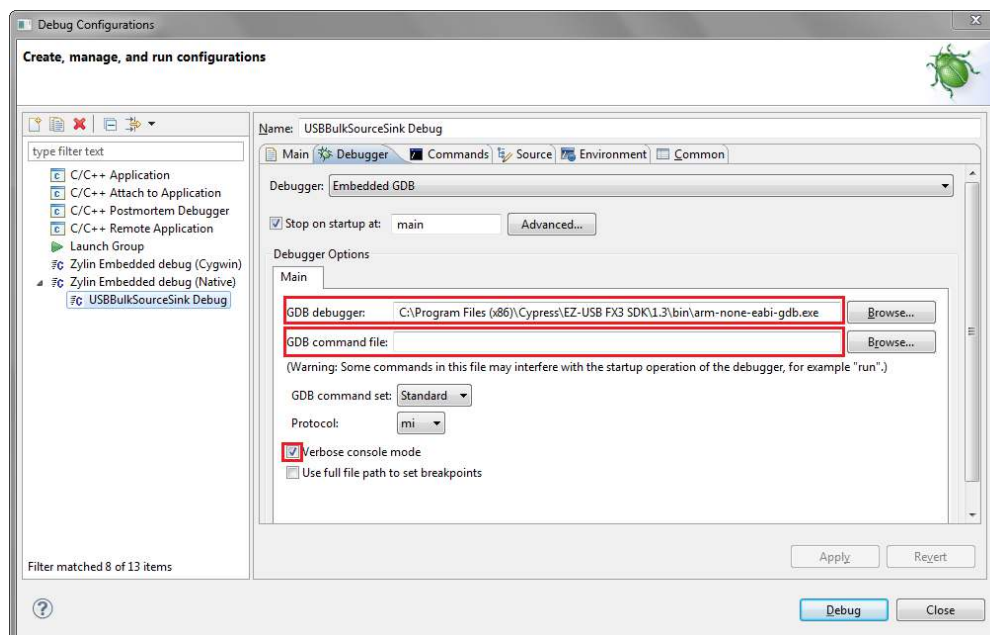 Debug Configurations
Create, manage, and run configurations
type filter text
C/C++ Application
C/C++ Attach to Application
C/C++ Postmortem Debugger
C/C++ Remote Application
Launch Group
Zylin Embedded debug (Cygwin)
Zylin Embedded debug (Native)
USBBulkSourceSink Debug
Filter matched 8 of 13 items
Name: USBBulkSourceSink Debug
Main Debugger Commands Source Environment Common
Debugger: Embedded GDB
Stop on startup at: main Advanced...
Debugger Options
Main
GDB debugger: C:\Program Files (x86)\Cypress\EZ-USB FX3 SDK\1.3\bin\arm-none-eabi-gdb.exe Browse...
GDB command file: Browse...
(Warning: Some commands in this file may interfere with the startup operation of the debugger, for example "run".)
GDB command set: Standard
Protocol: mi
Verbose console mode
Use full file path to set breakpoints
Apply Revert
Debug Close